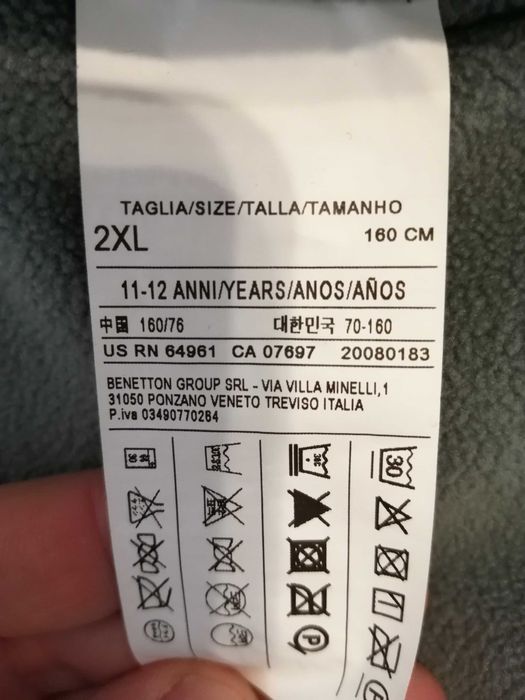 TAGLIA/SIZE/TALLA/TAMANHO
2XL 160 CM
11-12 ANNI/YEARS/ANOS/AÑOS
中国 160/76 대한민국 70-160
US RN 64961 CA 07697 20080183
BENETTON GROUP SRL - VIA VILLA MINELLI,1
31050 PONZANO VENETO TREVISO ITALIA
P.iva 03490770264
30
P